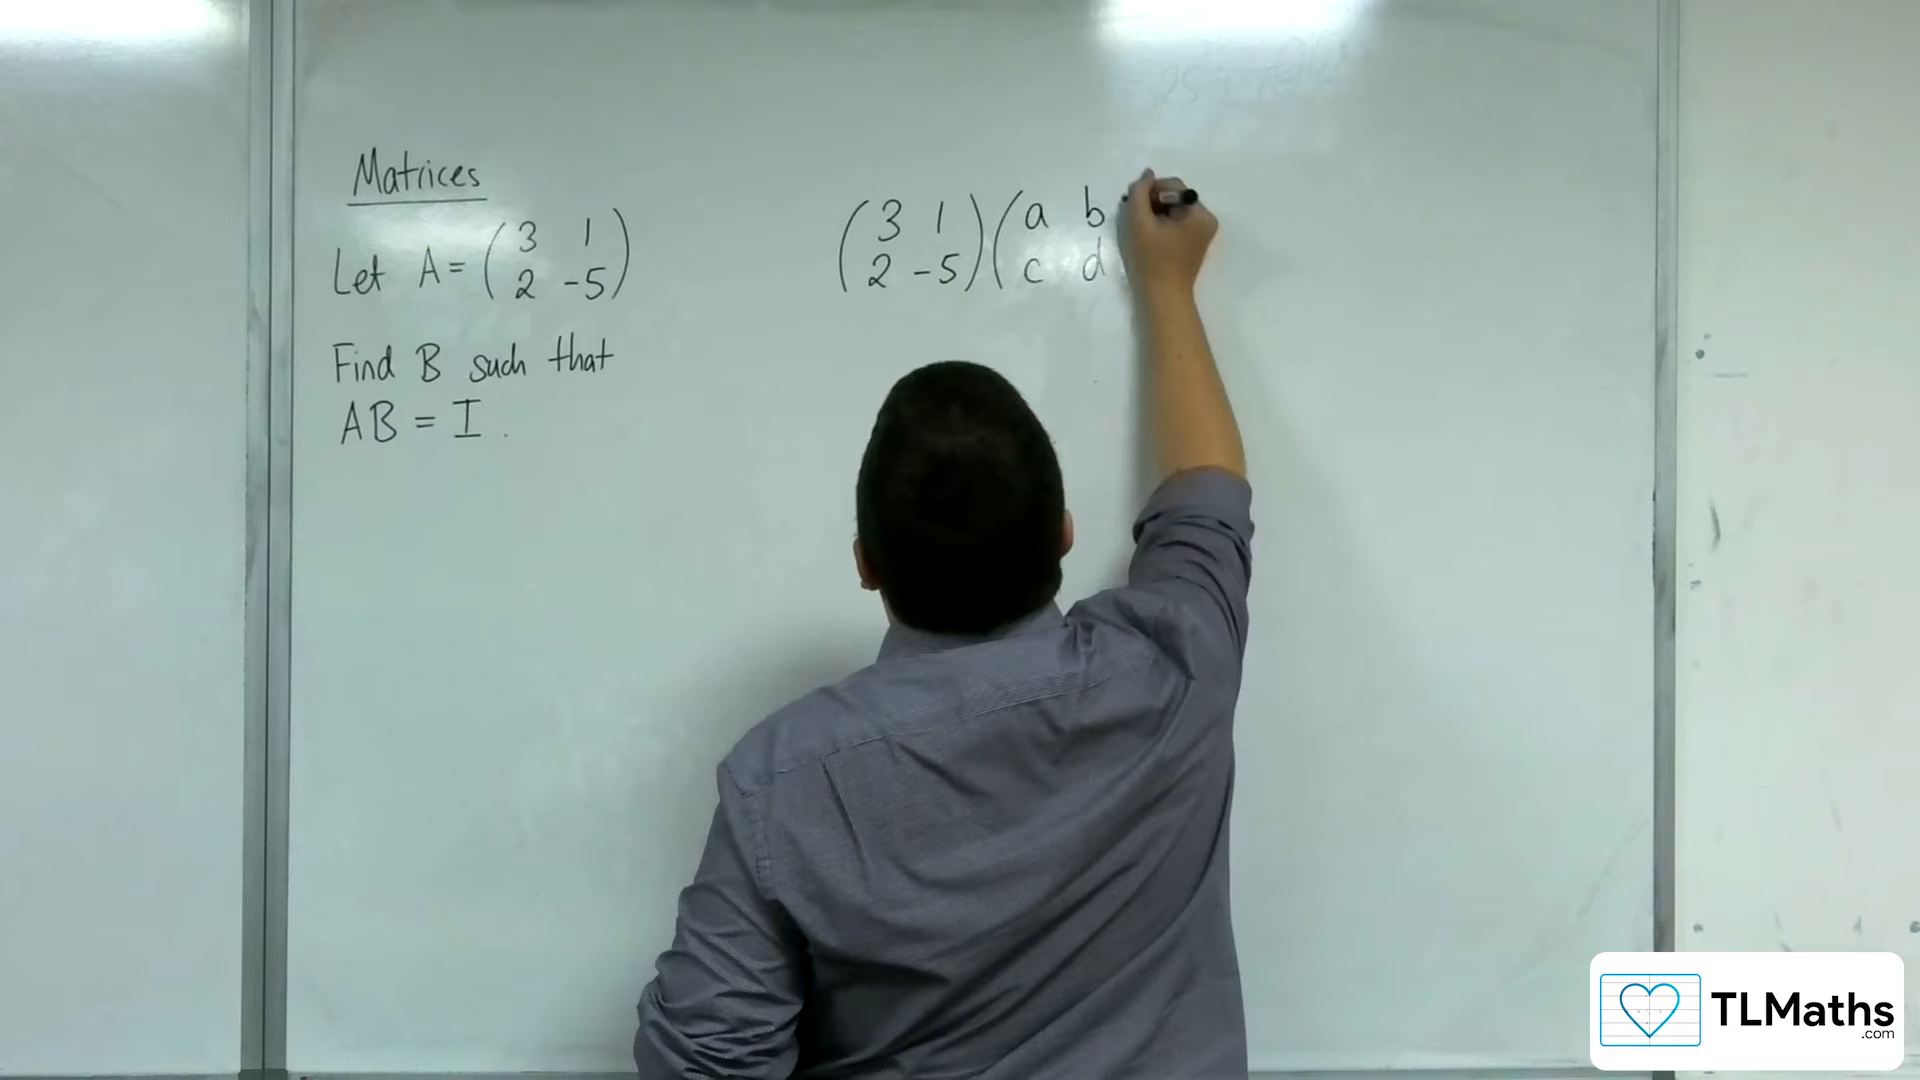 Matrices
Let A = ( 3 1
2 -5 )
Find B such that
AB = I .
( 3 1
2 -5 ) ( a b
c d
TLMaths
.com